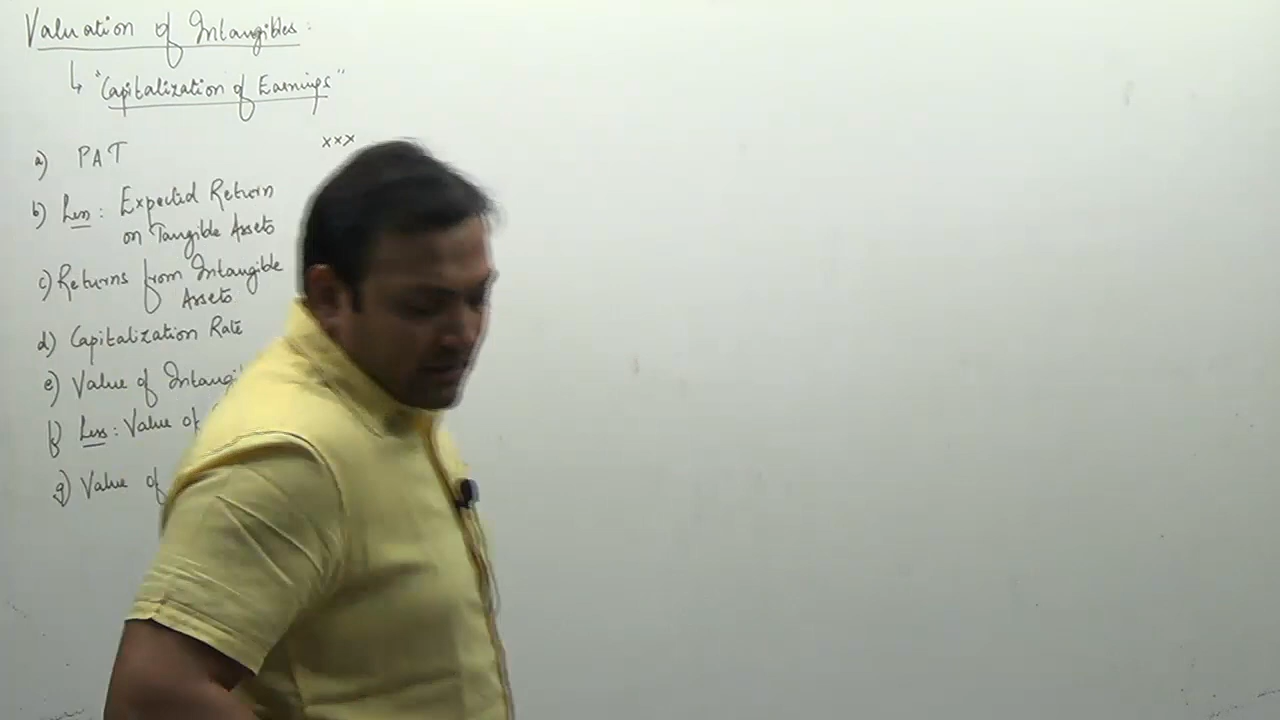 Valuation of Intangibles:
↳ "Capitalization of Earnings"
a) PAT xxx
b) Less: Expected Return
on Tangible Assets
c) Returns from Intangible
Assets
d) Capitalization Rate
e) Value of
f) Less: Value of
g) Value of